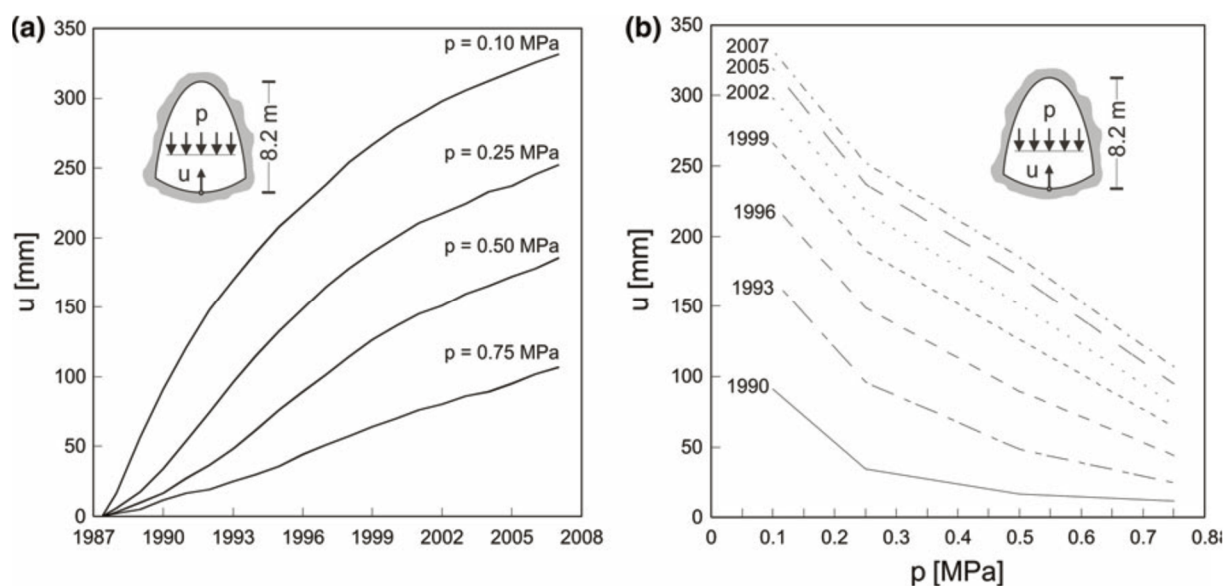 (a)
350
300
250
200
150
100
50
0
u [mm]
1987 1990 1993 1996 1999 2002 2005 2008
p = 0.10 MPa
p = 0.25 MPa
p = 0.50 MPa
p = 0.75 MPa
p
u
8.2 m
(b)
350
300
250
200
150
100
50
0
u [mm]
2007
2005
2002
1999
1996
1993
1990
p
u
8.2 m
0 0.1 0.2 0.3 0.4 0.5 0.6 0.7 0.8
p [MPa]